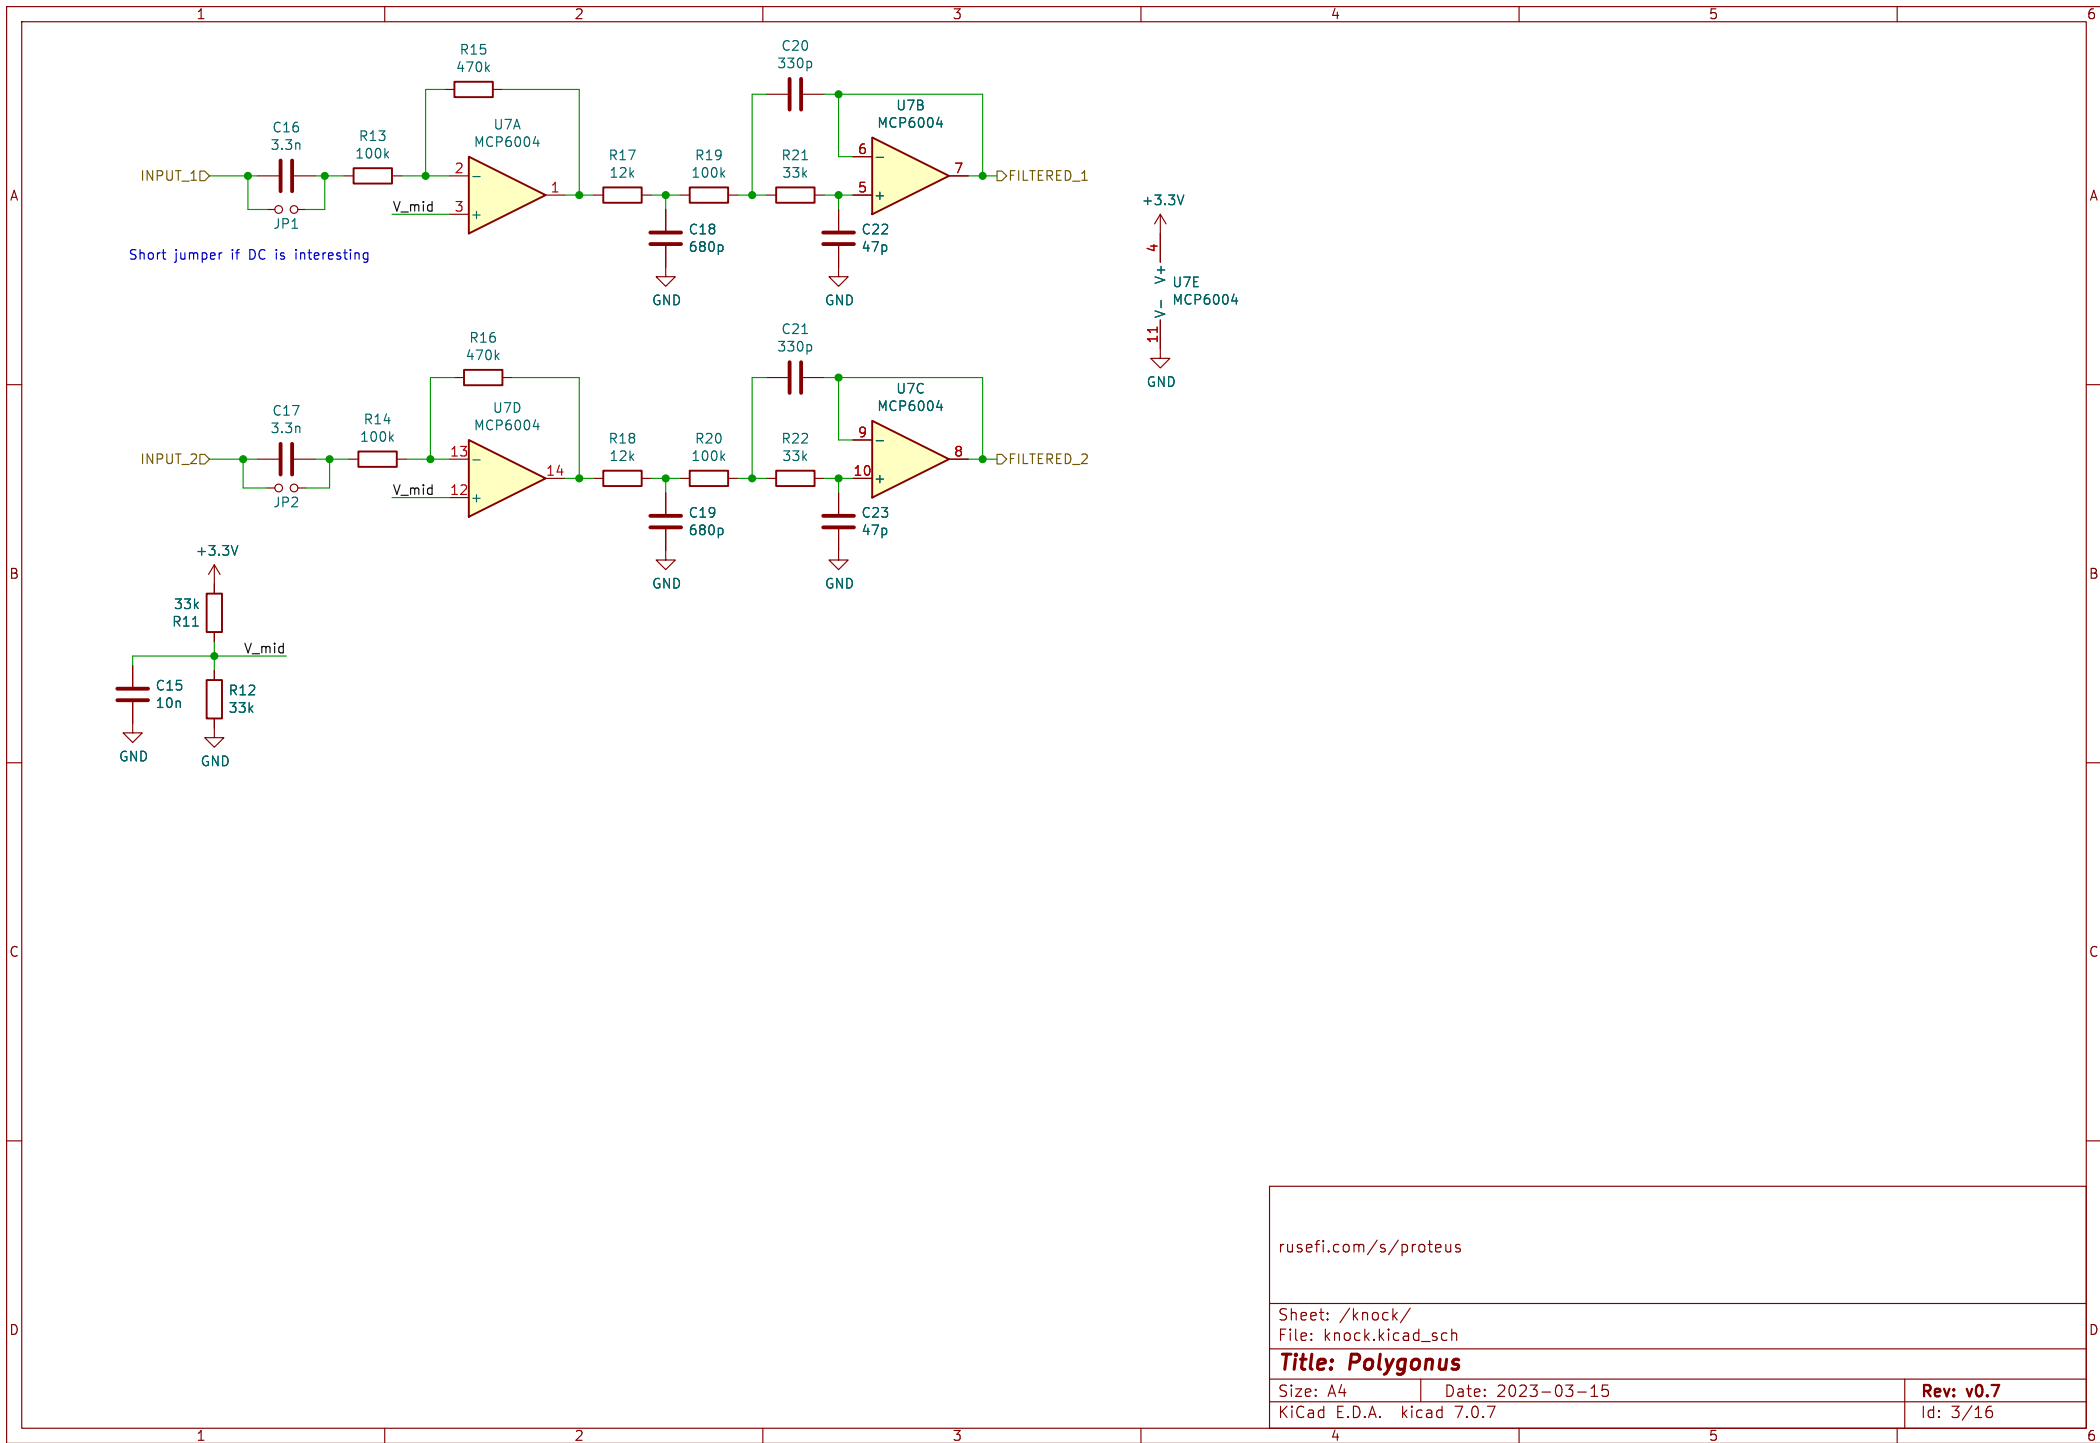 1 2 3 4 5 6
A
B
C
D
R15
470k
C20
330p
U7B
MCP6004
C16
3.3n
R13
100k
U7A
MCP6004
INPUT_1
2
−
3
+
1
V_mid
JP1
R17
12k
R19
100k
R21
33k
6
−
5
+
7
FILTERED_1
C18
680p
GND
C22
47p
GND
Short jumper if DC is interesting
+3.3V
4
V+
U7E
MCP6004
V−
11
GND
R16
470k
C21
330p
U7C
MCP6004
C17
3.3n
R14
100k
U7D
MCP6004
INPUT_2
13
−
12
+
14
V_mid
JP2
R18
12k
R20
100k
R22
33k
9
−
10
+
8
FILTERED_2
C19
680p
GND
C23
47p
GND
+3.3V
33k
R11
V_mid
C15
10n
GND
R12
33k
GND
A
B
C
D
rusefi.com/s/proteus
Sheet: /knock/
File: knock.kicad_sch
Title: Polygonus
Size: A4 Date: 2023-03-15 Rev: v0.7
KiCad E.D.A. kicad 7.0.7 Id: 3/16
1 2 3 4 5 6